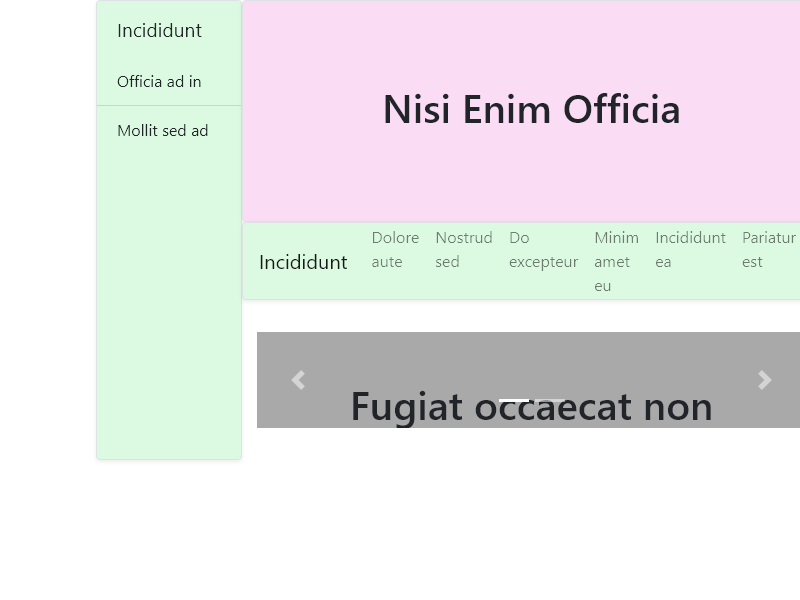 Incididunt
Officia ad in
Mollit sed ad
Nisi Enim Officia
Incididunt
Dolore aute
Nostrud sed
Do excepteur
Minim amet eu
Incididunt ea
Pariatur est
Fugiat occaecat non